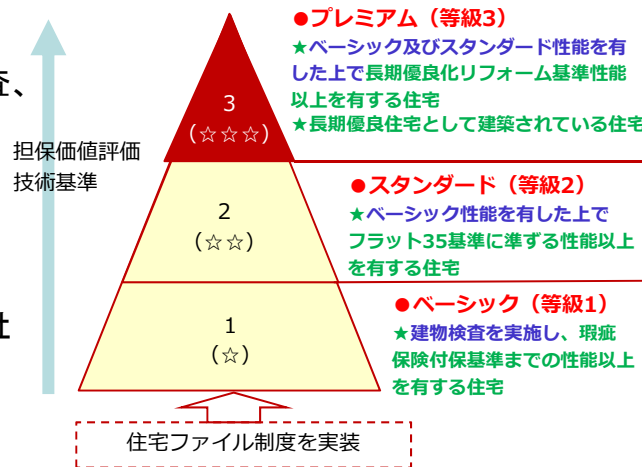 ●プレミアム（等級3）
★ベーシック及びスタンダード性能を有
した上で長期優良化リフォーム基準性能
以上を有する住宅
★長期優良住宅として建築されている住宅
査、
3
（☆☆☆）
担保価値評価
技術基準
●スタンダード（等級2）
★ベーシック性能を有した上で
フラット35基準に準ずる性能以上
を有する住宅
2
（☆☆）
●ベーシック（等級1）
★建物検査を実施し、瑕疵
保険付保基準までの性能以上
を有する住宅
1
（☆）
社
住宅ファイル制度を実装